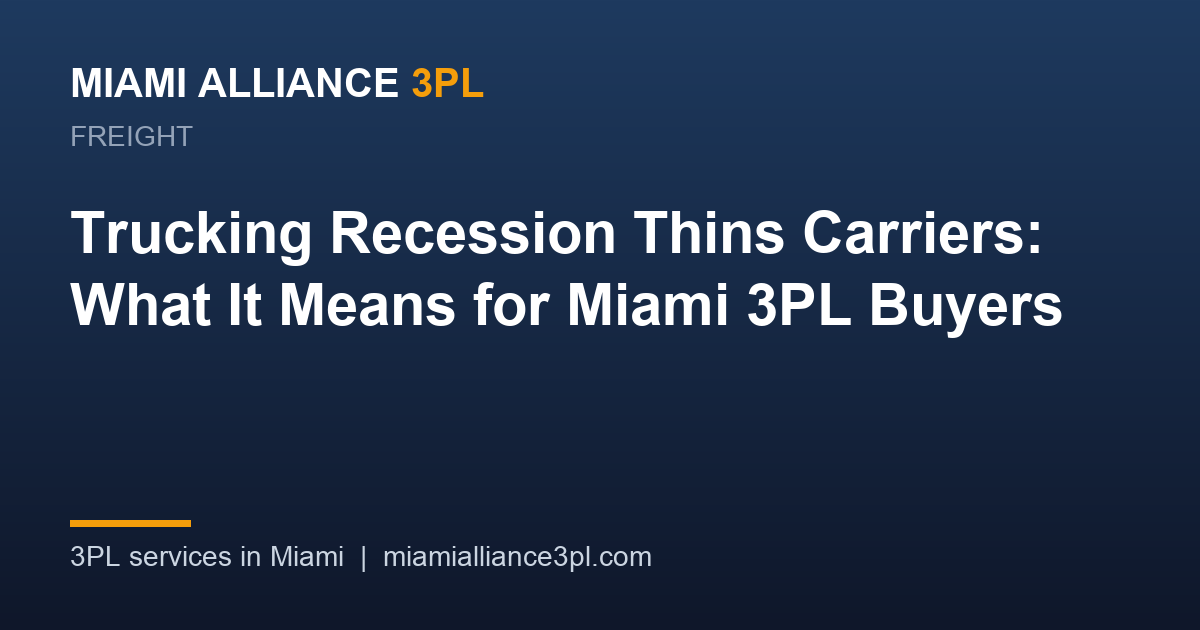 MIAMI ALLIANCE 3PL
FREIGHT
Trucking Recession Thins Carriers:
What It Means for Miami 3PL Buyers
3PL services in Miami | miamialliance3pl.com